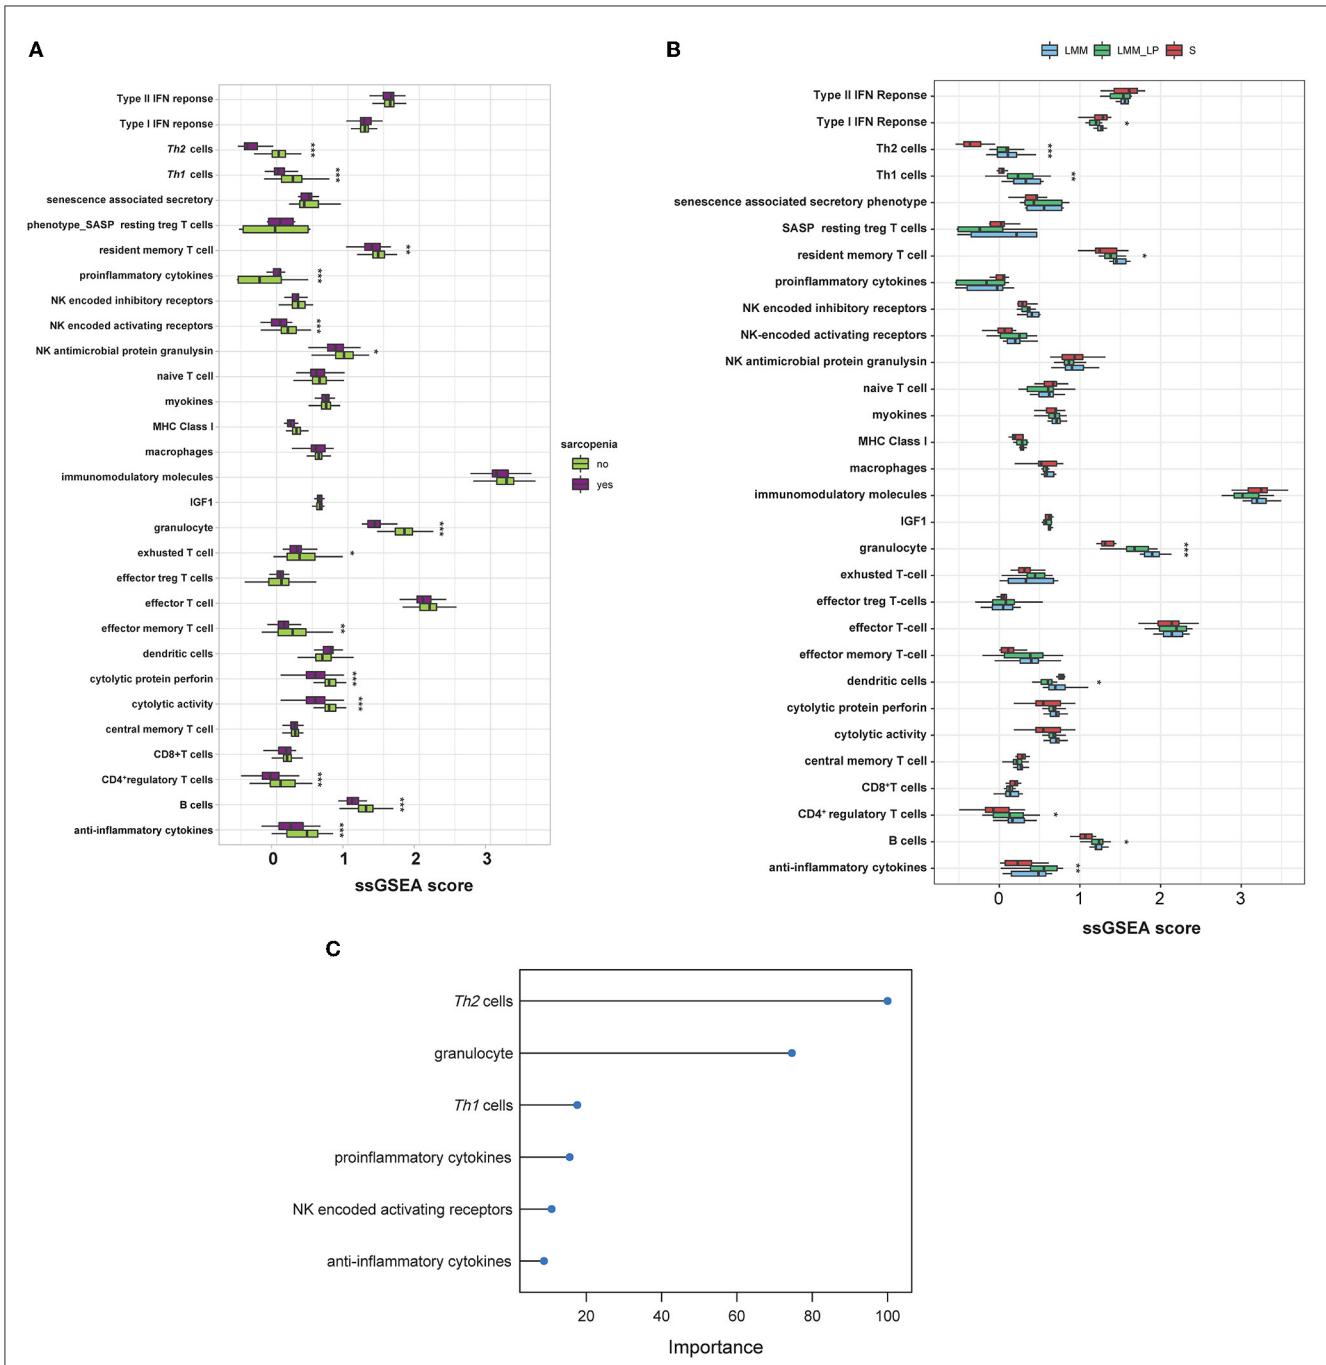 A
Type II IFN reponse
Type I IFN reponse
Th2 cells ***
Th1 cells ***
senescence associated secretory
phenotype_SASP resting treg T cells
resident memory T cell **
proinflammatory cytokines ***
NK encoded inhibitory receptors
NK encoded activating receptors ***
NK antimicrobial protein granulysin *
naive T cell
myokines
MHC Class I
macrophages
immunomodulatory molecules
IGF1
granulocyte ***
exhusted T cell *
effector treg T cells
effector T cell
effector memory T cell **
dendritic cells
cytolytic protein perforin ***
cytolytic activity ***
central memory T cell
CD8+T cells
CD4+regulatory T cells ***
B cells ***
anti-inflammatory cytokines ***
0 1 2 3
ssGSEA score
sarcopenia
no
yes
B
LMM LMM_LP S
Type II IFN Reponse
Type I IFN Reponse *
Th2 cells ***
Th1 cells **
senescence associated secretory phenotype
SASP resting treg T cells
resident memory T cell *
proinflammatory cytokines
NK encoded inhibitory receptors
NK-encoded activating receptors
NK antimicrobial protein granulysin
naive T cell
myokines
MHC Class I
macrophages
immunomodulatory molecules
IGF1
granulocyte ***
exhusted T-cell
effector treg T-cells
effector T-cell
effector memory T-cell
dendritic cells *
cytolytic protein perforin
cytolytic activity
central memory T cell
CD8+T cells
CD4+ regulatory T cells *
B cells *
anti-inflammatory cytokines **
0 1 2 3
ssGSEA score
C
Th2 cells
granulocyte
Th1 cells
proinflammatory cytokines
NK encoded activating receptors
anti-inflammatory cytokines
20 40 60 80 100
Importance